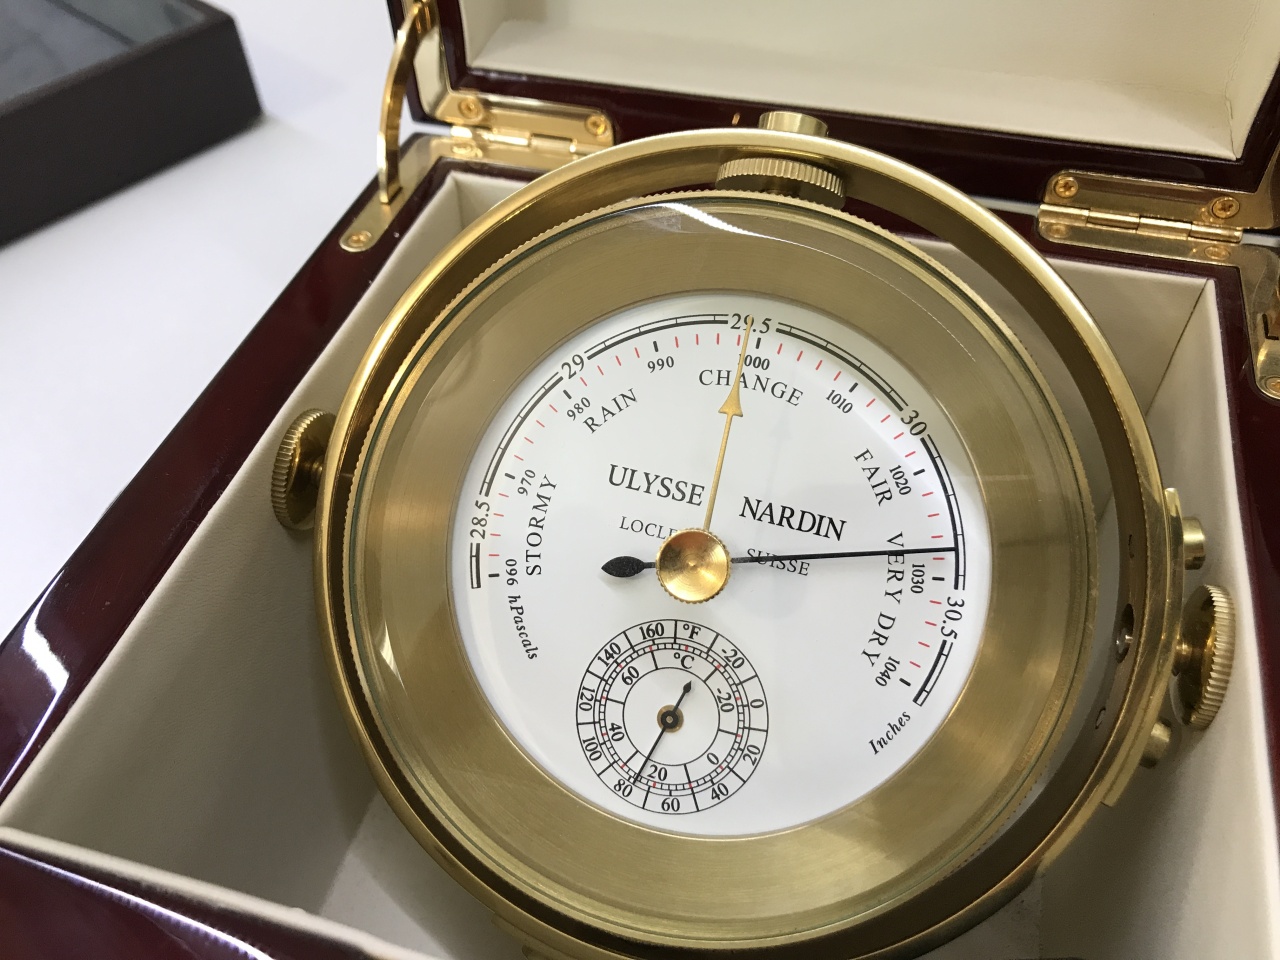 28.5
29
29.5
30
30.5
960
970
980
990
1000
1010
1020
1030
1040
hPascals
Inches
STORMY
RAIN
CHANGE
FAIR
VERY DRY
ULYSSE NARDIN
LOCLE SUISSE
°F
-20
0
20
40
60
80
100
120
140
160
°C
-20
0
20
40
60